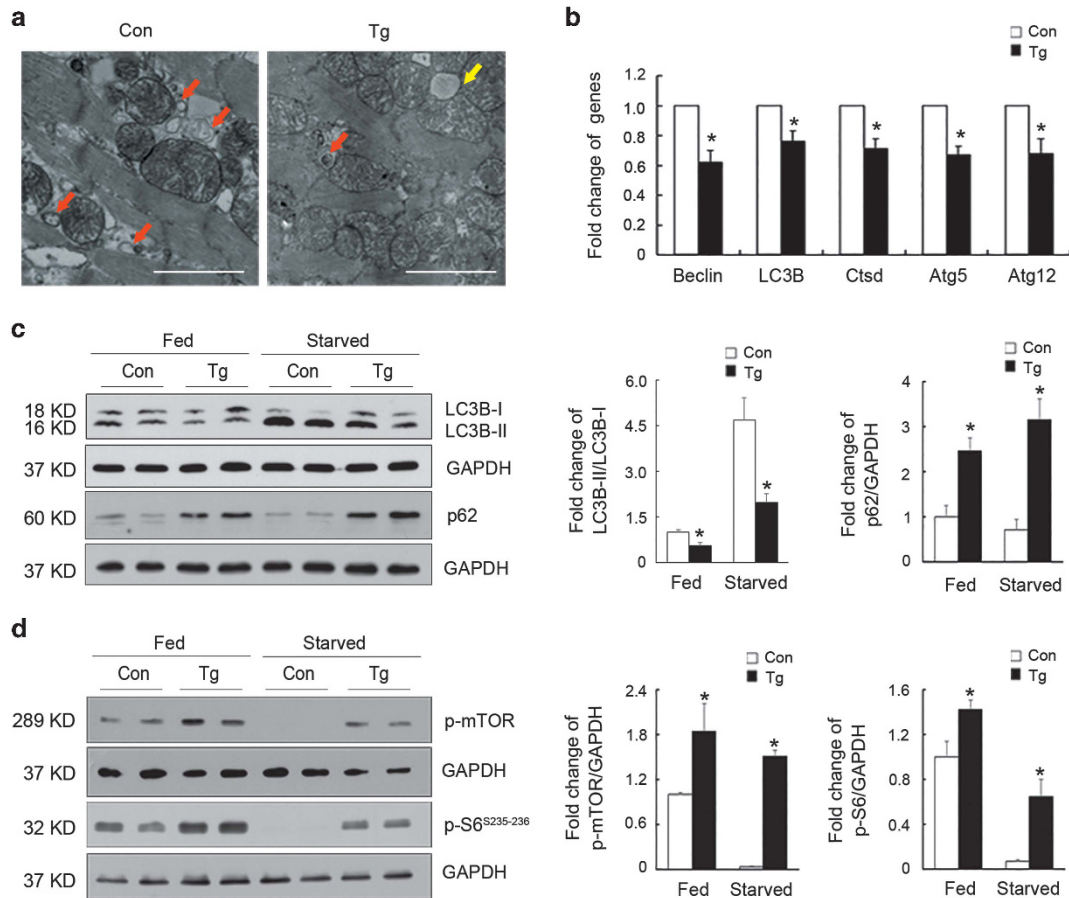 a
Con
Tg
b
Con
Tg
Fold change of genes
1.2
1.0
0.8
0.6
0.4
0.2
0
*
*
*
*
*
Beclin
LC3B
Ctsd
Atg5
Atg12
c
Fed
Starved
Con
Tg
Con
Tg
18 KD
16 KD
LC3B-I
LC3B-II
37 KD
GAPDH
60 KD
p62
37 KD
GAPDH
Con
Tg
Fold change of
LC3B-II/LC3B-I
6.0
4.5
3.0
1.5
0
*
*
Fed
Starved
Con
Tg
Fold change of
p62/GAPDH
4
3
2
1
0
*
*
Fed
Starved
d
Fed
Starved
Con
Tg
Con
Tg
289 KD
p-mTOR
37 KD
GAPDH
32 KD
p-S6S235-236
37 KD
GAPDH
Con
Tg
Fold change of
p-mTOR/GAPDH
2.4
1.8
1.2
0.6
0
*
*
Fed
Starved
Con
Tg
Fold change of
p-S6/GAPDH
1.6
1.2
0.8
0.4
0
*
*
Fed
Starved